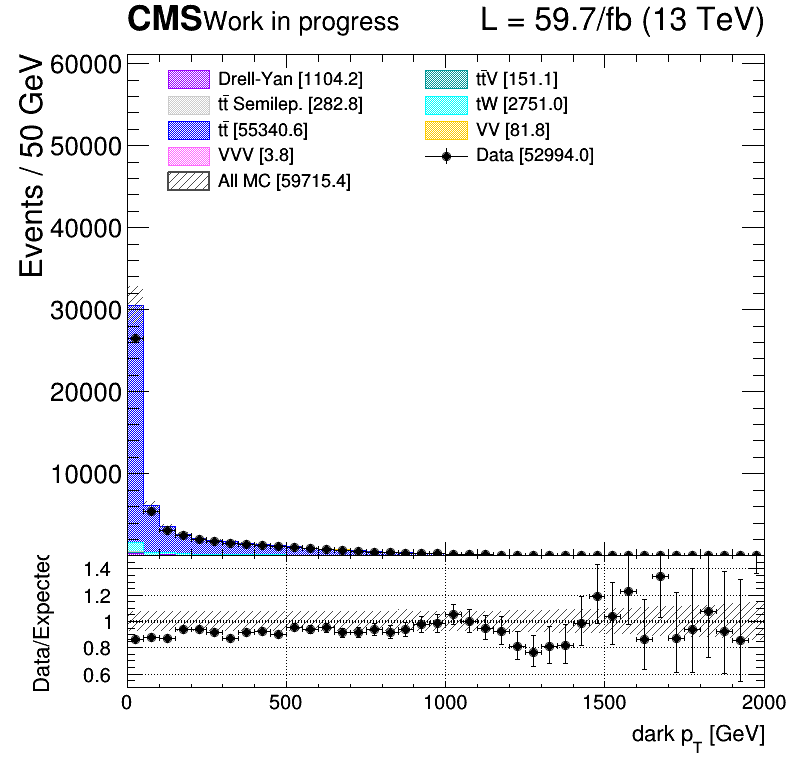 CMS Work in progress L = 59.7/fb (13 TeV)
Events / 50 GeV
60000
50000
40000
30000
20000
10000
Drell-Yan [1104.2]
tt̄ Semilep. [282.8]
tt̄ [55340.6]
VVV [3.8]
All MC [59715.4]
tt̄V [151.1]
tW [2751.0]
VV [81.8]
Data [52994.0]
Data/Expected
1.4
1.2
1
0.8
0.6
0 500 1000 1500 2000
dark p_T [GeV]